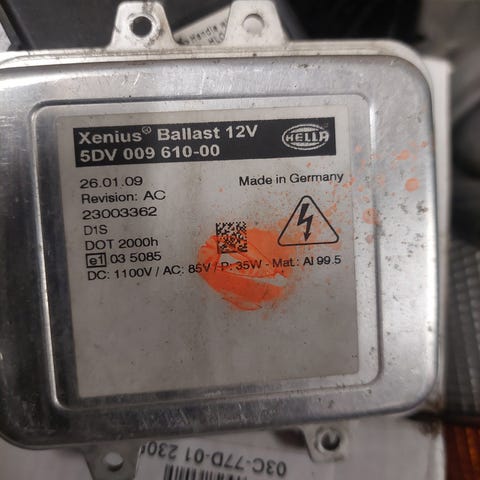 Handle w
Xenius® Ballast 12V
5DV 009 610-00
HELLA
26.01.09
Made in Germany
Revision: AC
23003362
D1S
DOT 2000h
e1 03 5085
DC: 1100V / AC: 85V / P: 35W - Mat.: Al 99.5
03C-77D-01 230